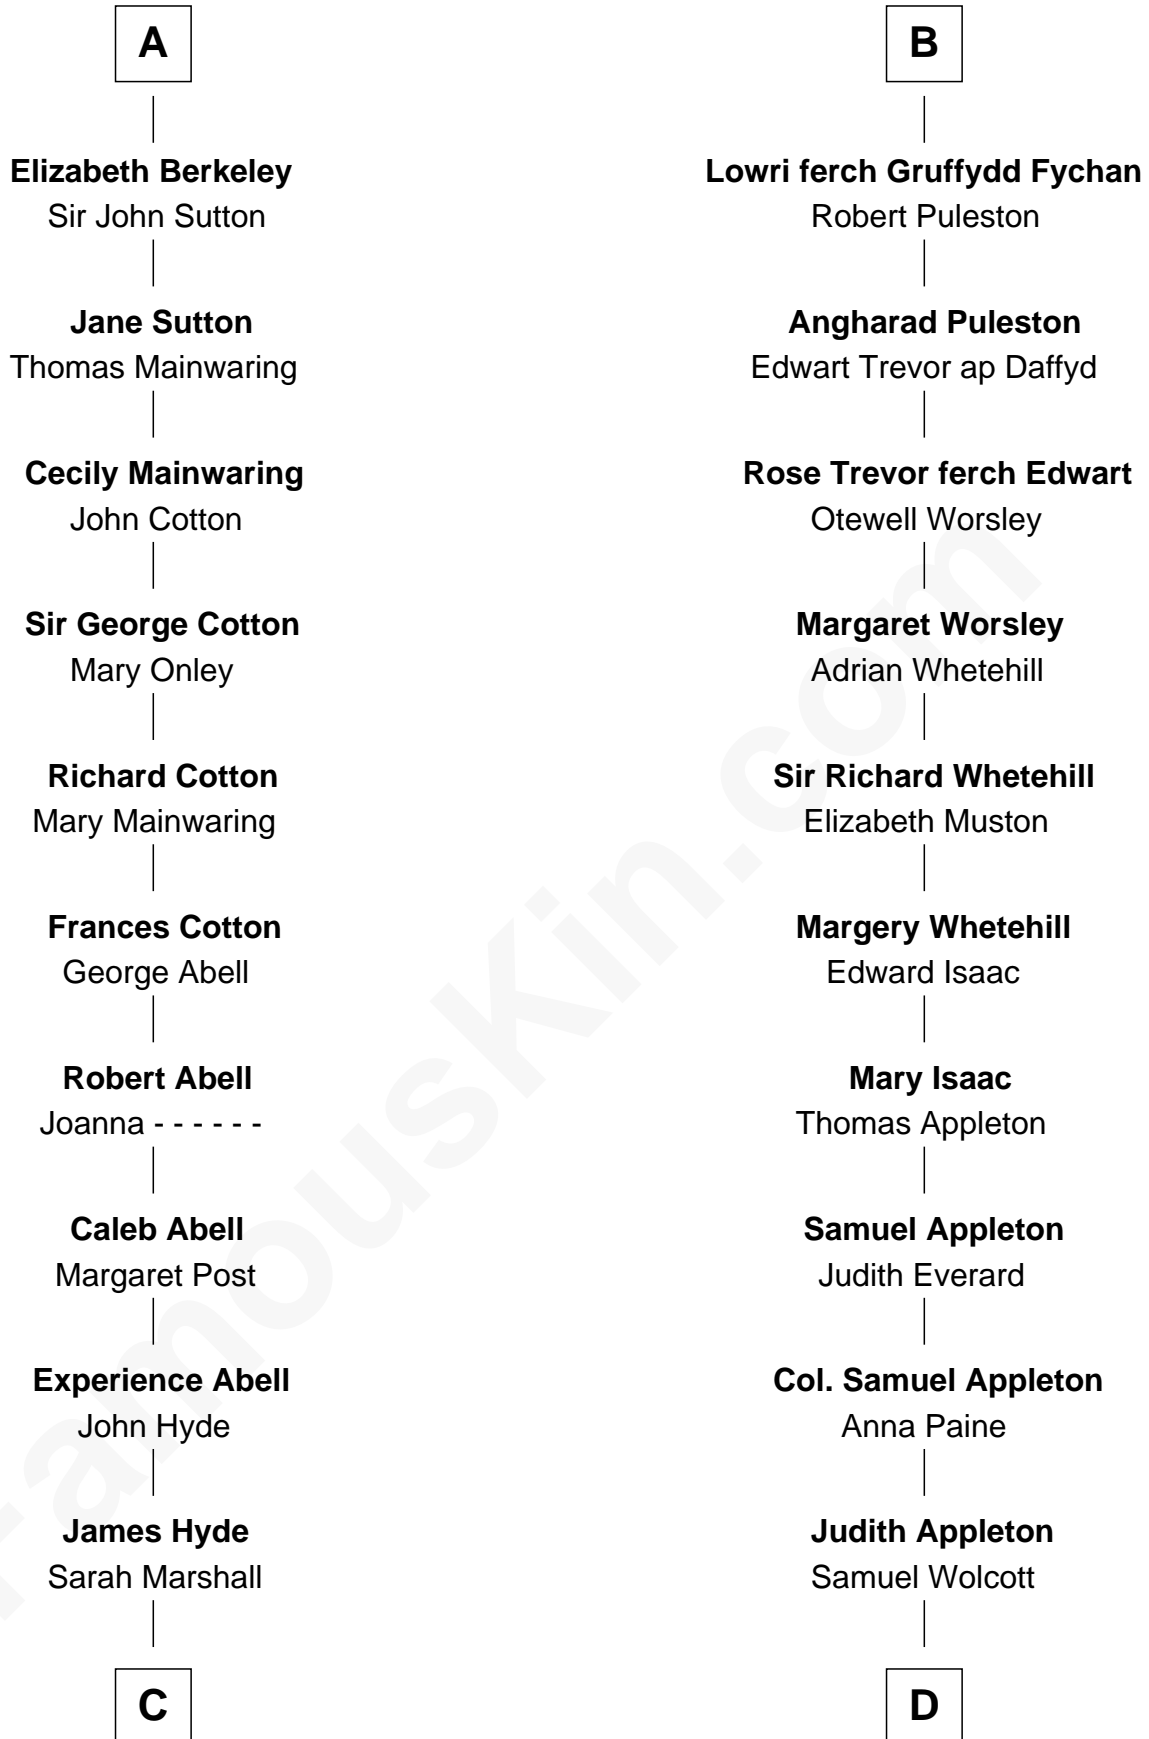 A
Elizabeth Berkeley
Sir John Sutton
Jane Sutton
Thomas Mainwaring
Cecily Mainwaring
John Cotton
Sir George Cotton
Mary Onley
Richard Cotton
Mary Mainwaring
Frances Cotton
George Abell
Robert Abell
Joanna - - - - - -
Caleb Abell
Margaret Post
Experience Abell
John Hyde
James Hyde
Sarah Marshall
C
B
Lowri ferch Gruffydd Fychan
Robert Puleston
Angharad Puleston
Edwart Trevor ap Daffyd
Rose Trevor ferch Edwart
Otewell Worsley
Margaret Worsley
Adrian Whetehill
Sir Richard Whetehill
Elizabeth Muston
Margery Whetehill
Edward Isaac
Mary Isaac
Thomas Appleton
Samuel Appleton
Judith Everard
Col. Samuel Appleton
Anna Paine
Judith Appleton
Samuel Wolcott
D
FamousKin.com